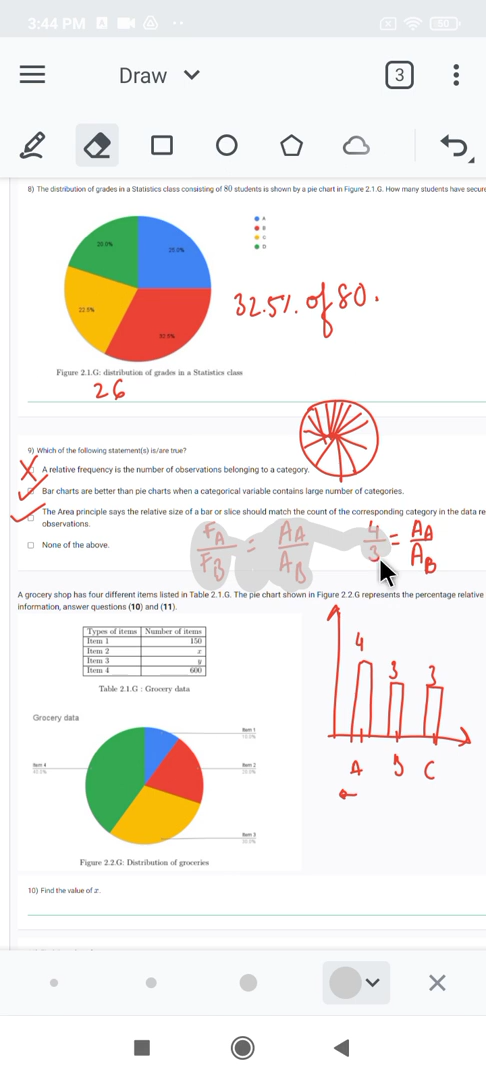 3:44 PM A
50
Draw
3
8) The distribution of grades in a Statistics class consisting of 80 students is shown by a pie chart in Figure 2.1.G. How many students have secure
A
B
C
D
20.0%
25.0%
22.5%
32.5%
32.5%. of 80.
Figure 2.1.G: distribution of grades in a Statistics class
26
9) Which of the following statement(s) is/are true?
A relative frequency is the number of observations belonging to a category.
Bar charts are better than pie charts when a categorical variable contains large number of categories.
The Area principle says the relative size of a bar or slice should match the count of the corresponding category in the data re
observations.
None of the above.
FA/FB = AA/AB
4/3 = AA/AB
A grocery shop has four different items listed in Table 2.1.G. The pie chart shown in Figure 2.2.G represents the percentage relative
information, answer questions (10) and (11).
Types of items Number of items
Item 1 150
Item 2 x
Item 3 y
Item 4 600
Table 2.1.G : Grocery data
4
3
3
A B C
Grocery data
Item 1
10.0%
Item 2
20.0%
Item 3
30.0%
Item 4
40.0%
Figure 2.2.G: Distribution of groceries
10) Find the value of x.